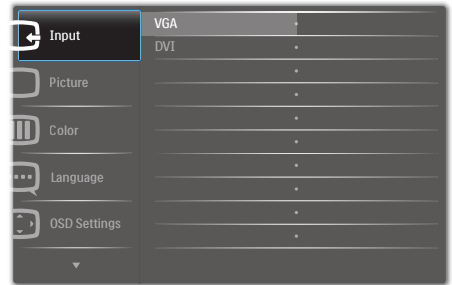 Input
VGA
DVI
Picture
Color
Language
OSD Settings